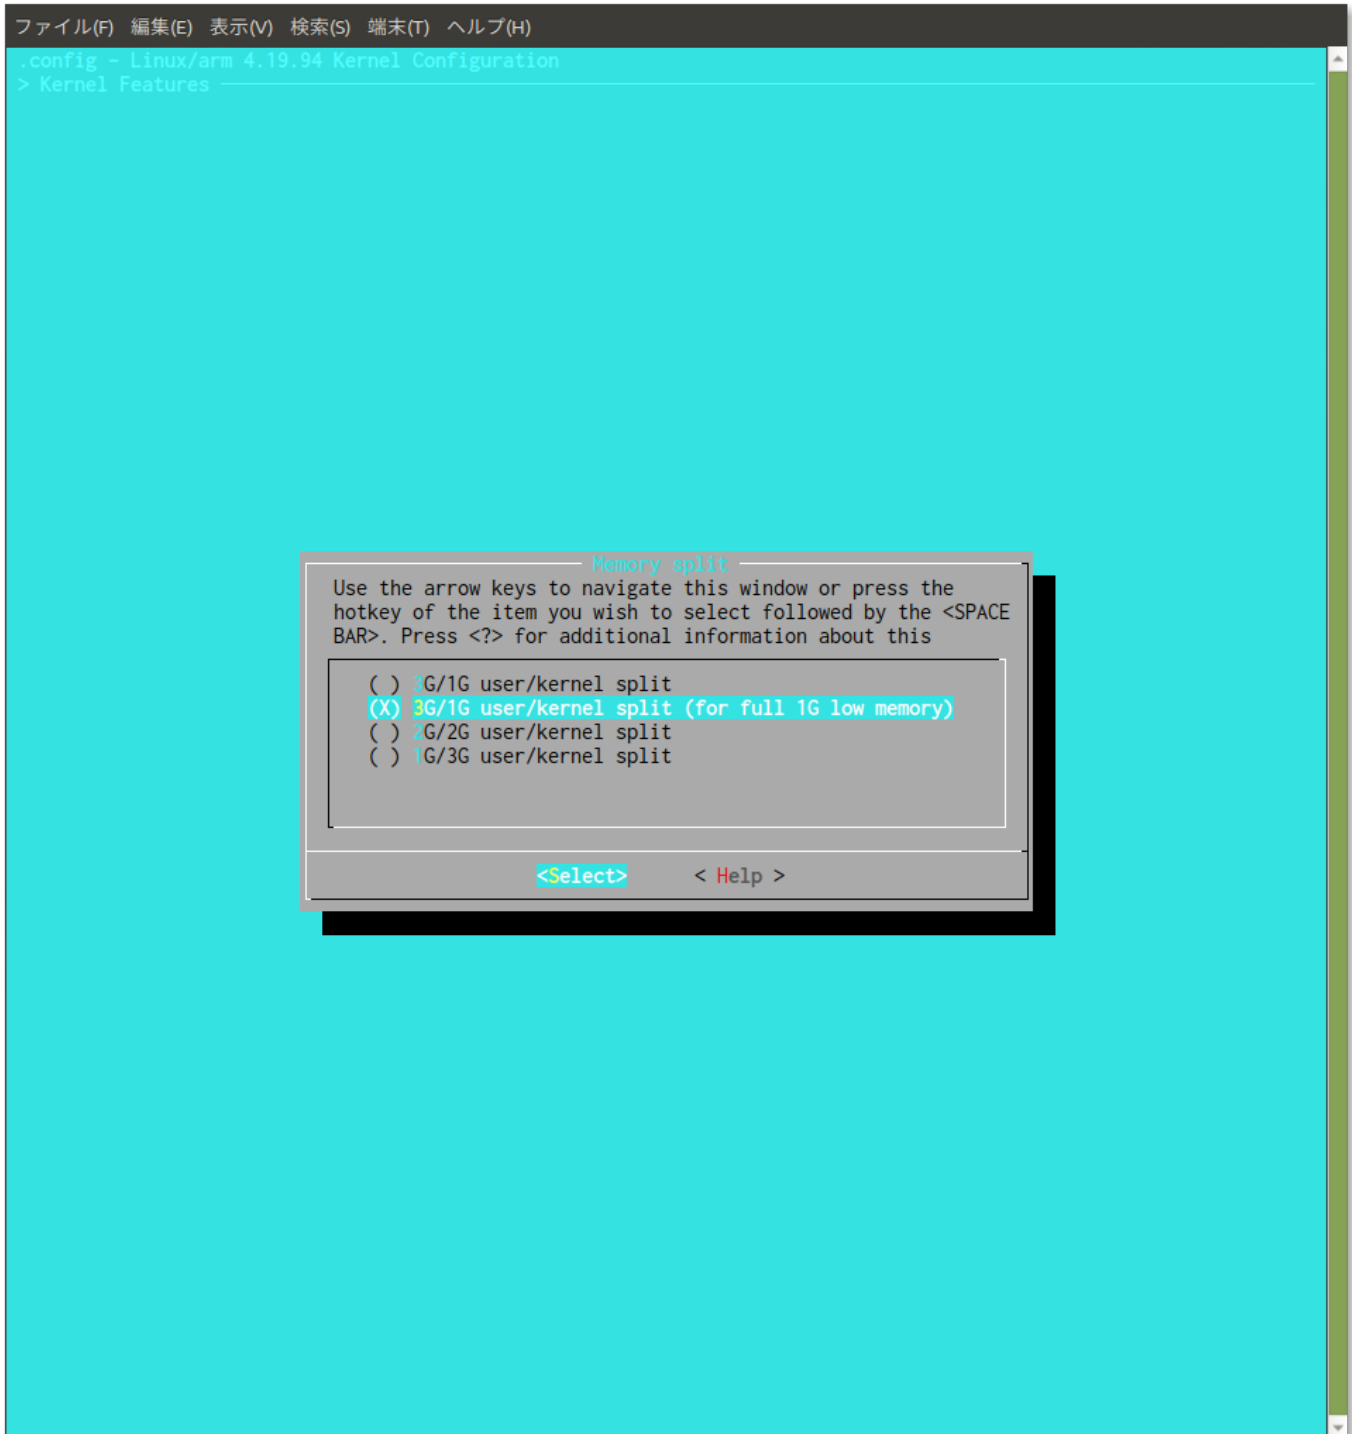 ファイル(F) 編集(E) 表示(V) 検索(S) 端末(T) ヘルプ(H)
.config - Linux/arm 4.19.94 Kernel Configuration
> Kernel Features
Memory split
Use the arrow keys to navigate this window or press the
hotkey of the item you wish to select followed by the <SPACE
BAR>. Press <?> for additional information about this
( ) 3G/1G user/kernel split
(X) 3G/1G user/kernel split (for full 1G low memory)
( ) 2G/2G user/kernel split
( ) 1G/3G user/kernel split
<Select> < Help >